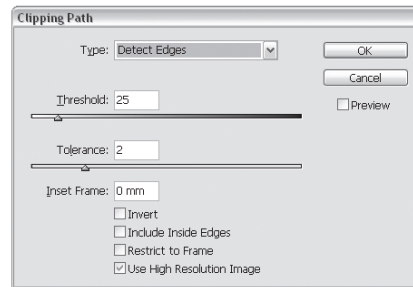 Clipping Path
Type: Detect Edges
OK
Cancel
Threshold: 25
Preview
Tolerance: 2
Inset Frame: 0 mm
Invert
Include Inside Edges
Restrict to Frame
Use High Resolution Image